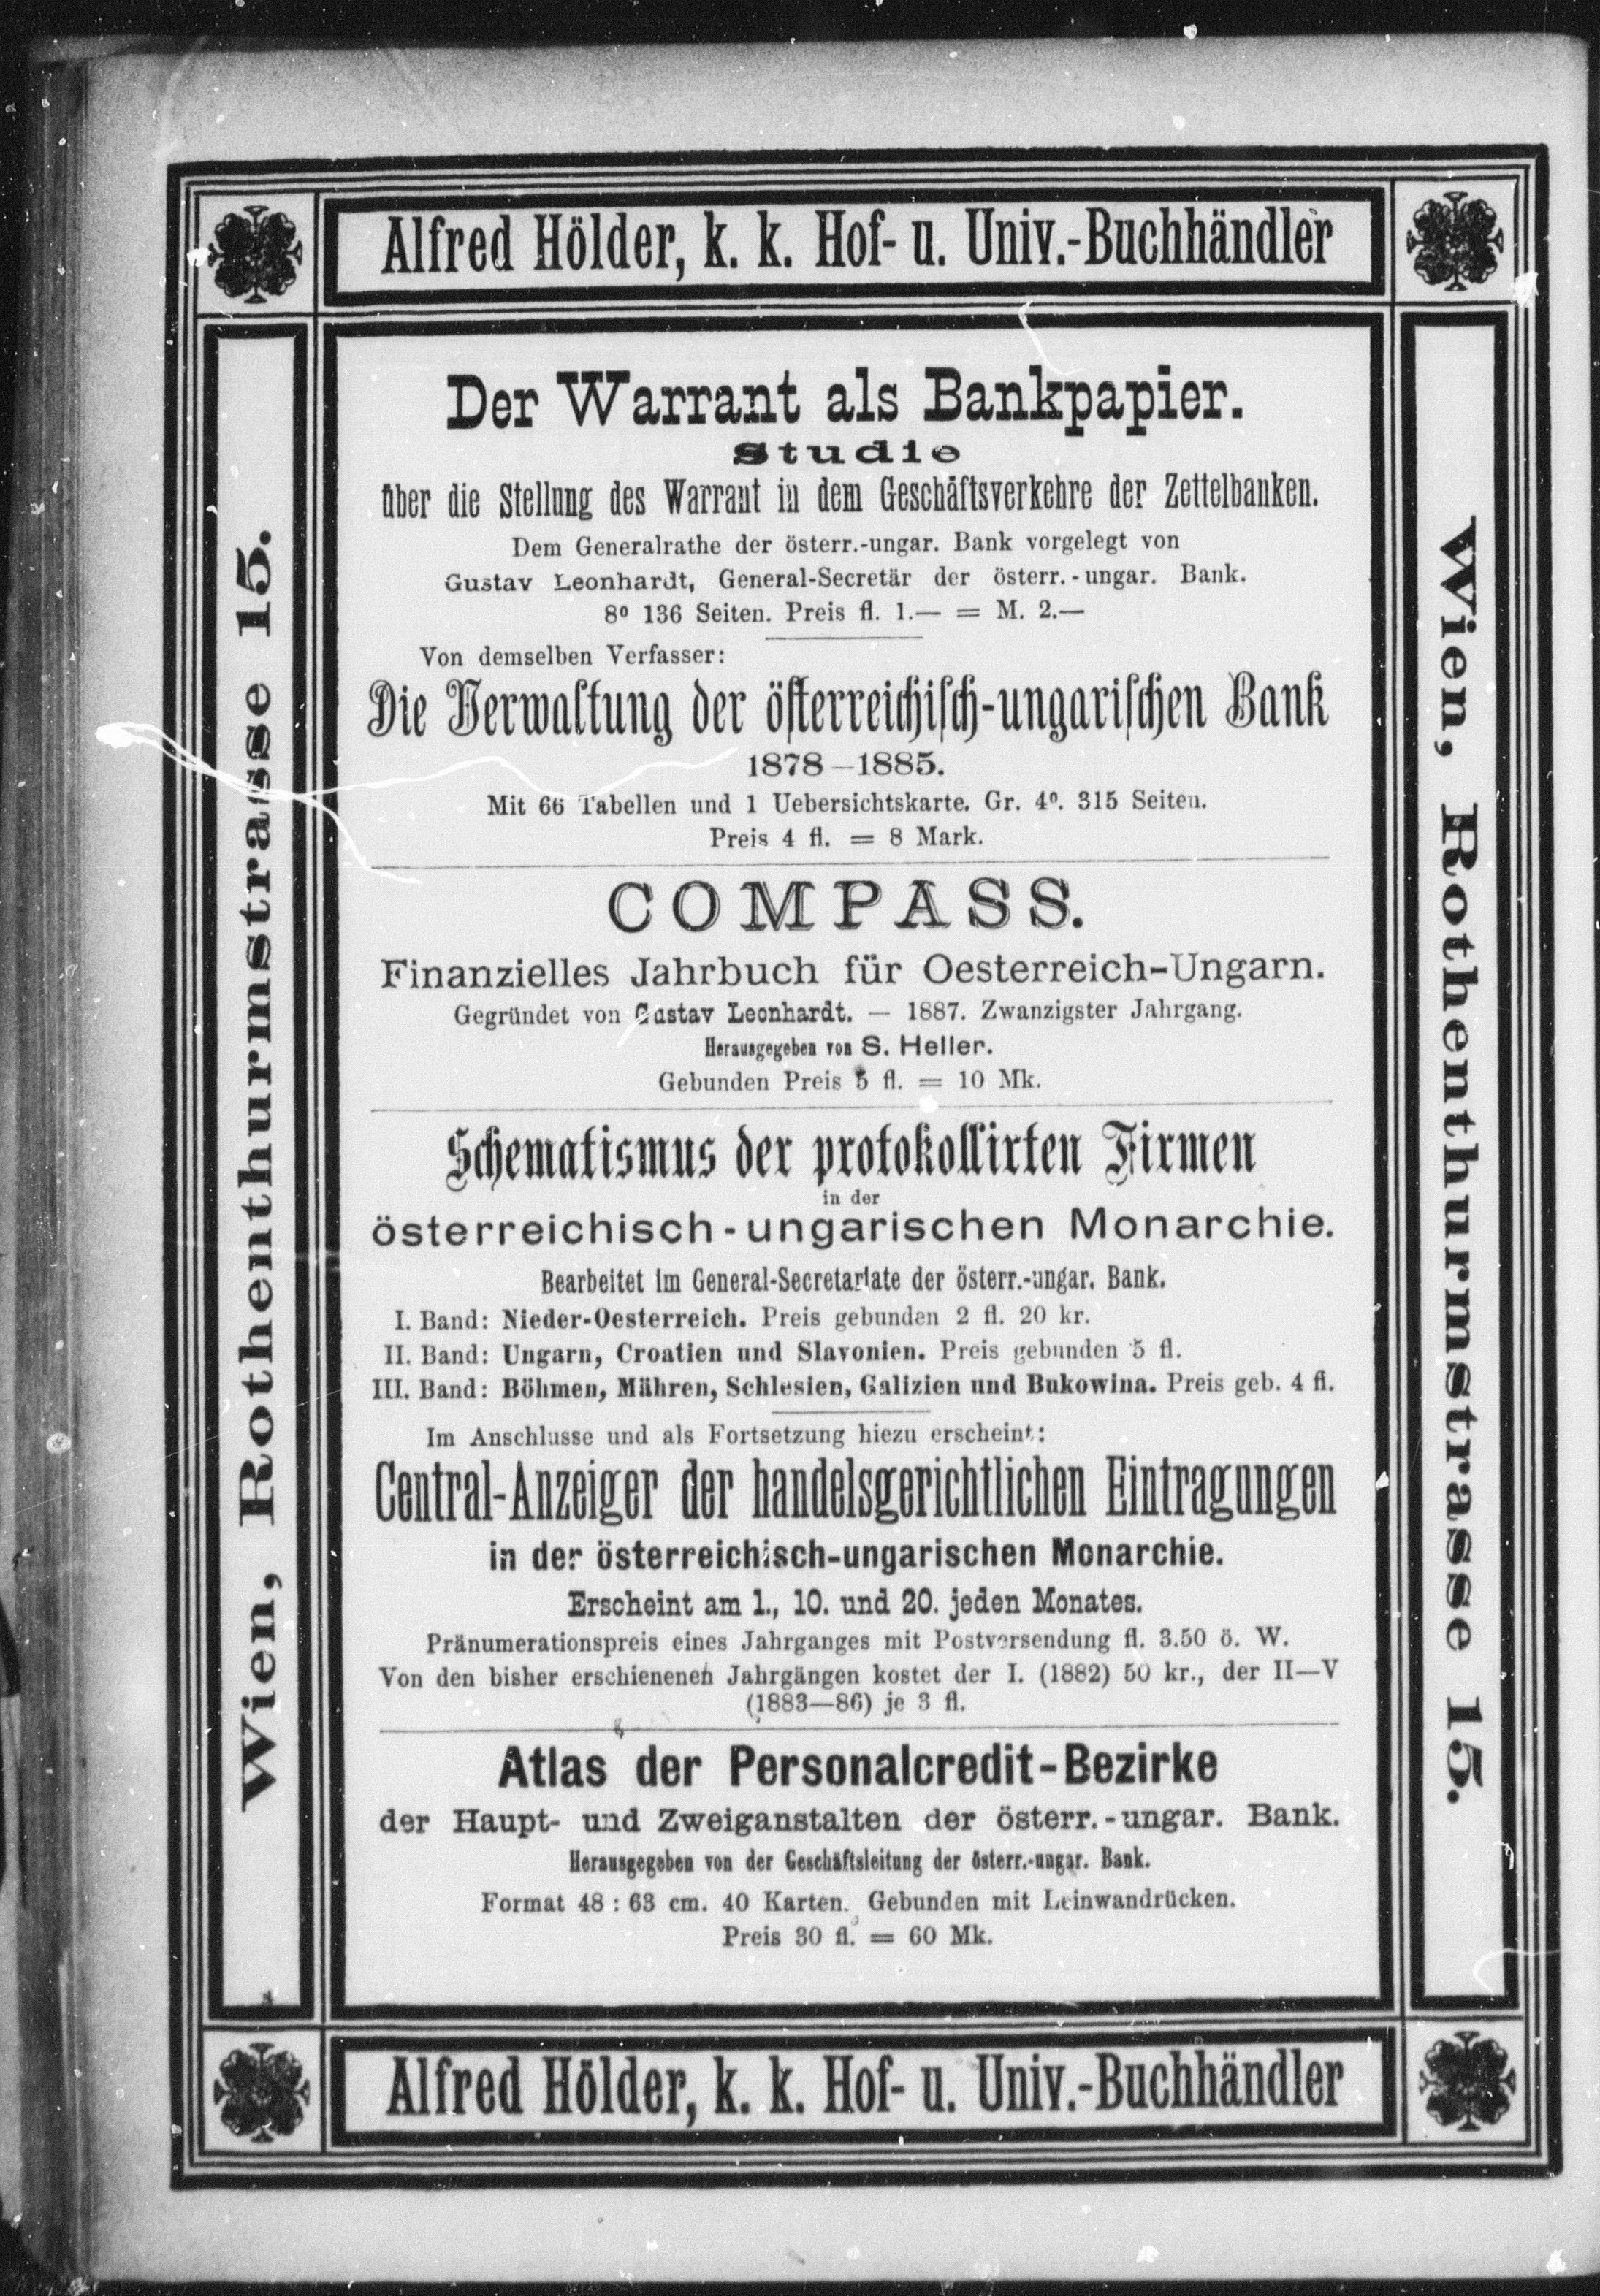 Alfred Hölder, k. k. Hof- u. Univ.-Buchhändler
Wien, Rothenthurmstrasse 15.
Der Warrant als Bankpapier.
Studie
über die Stellung des Warrant in dem Geschäftsverkehre der Zettelbanken.
Dem Generalrathe der österr.-ungar. Bank vorgelegt von
Gustav Leonhardt, General-Secretär der österr.-ungar. Bank.
8º 136 Seiten. Preis fl. 1.— = M. 2.—
Von demselben Verfasser:
Die Verwaltung der österreichisch-ungarischen Bank
1878—1885.
Mit 66 Tabellen und 1 Uebersichtskarte. Gr. 4º. 315 Seiten.
Preis 4 fl. = 8 Mark.
COMPASS.
Finanzielles Jahrbuch für Oesterreich-Ungarn.
Gegründet von Gustav Leonhardt. — 1887. Zwanzigster Jahrgang.
Herausgegeben von S. Heller.
Gebunden Preis 5 fl. = 10 Mk.
Schematismus der protokollirten Firmen
in der
österreichisch-ungarischen Monarchie.
Bearbeitet im General-Secretariate der österr.-ungar. Bank.
I. Band: Nieder-Oesterreich. Preis gebunden 2 fl. 20 kr.
II. Band: Ungarn, Croatien und Slavonien. Preis gebunden 5 fl.
III. Band: Böhmen, Mähren, Schlesien, Galizien und Bukowina. Preis geb. 4 fl.
Im Anschlusse und als Fortsetzung hiezu erscheint:
Central-Anzeiger der handelsgerichtlichen Eintragungen
in der österreichisch-ungarischen Monarchie.
Erscheint am 1., 10. und 20. jeden Monates.
Pränumerationspreis eines Jahrganges mit Postversendung fl. 3.50 ö. W.
Von den bisher erschienenen Jahrgängen kostet der I. (1882) 50 kr., der II—V
(1883—86) je 3 fl.
Atlas der Personalcredit-Bezirke
der Haupt- und Zweiganstalten der österr.-ungar. Bank.
Herausgegeben von der Geschäftsleitung der österr.-ungar. Bank.
Format 48 : 63 cm. 40 Karten. Gebunden mit Leinwandrücken.
Preis 30 fl. = 60 Mk.
Wien, Rothenthurmstrasse 15.
Alfred Hölder, k. k. Hof- u. Univ.-Buchhändler